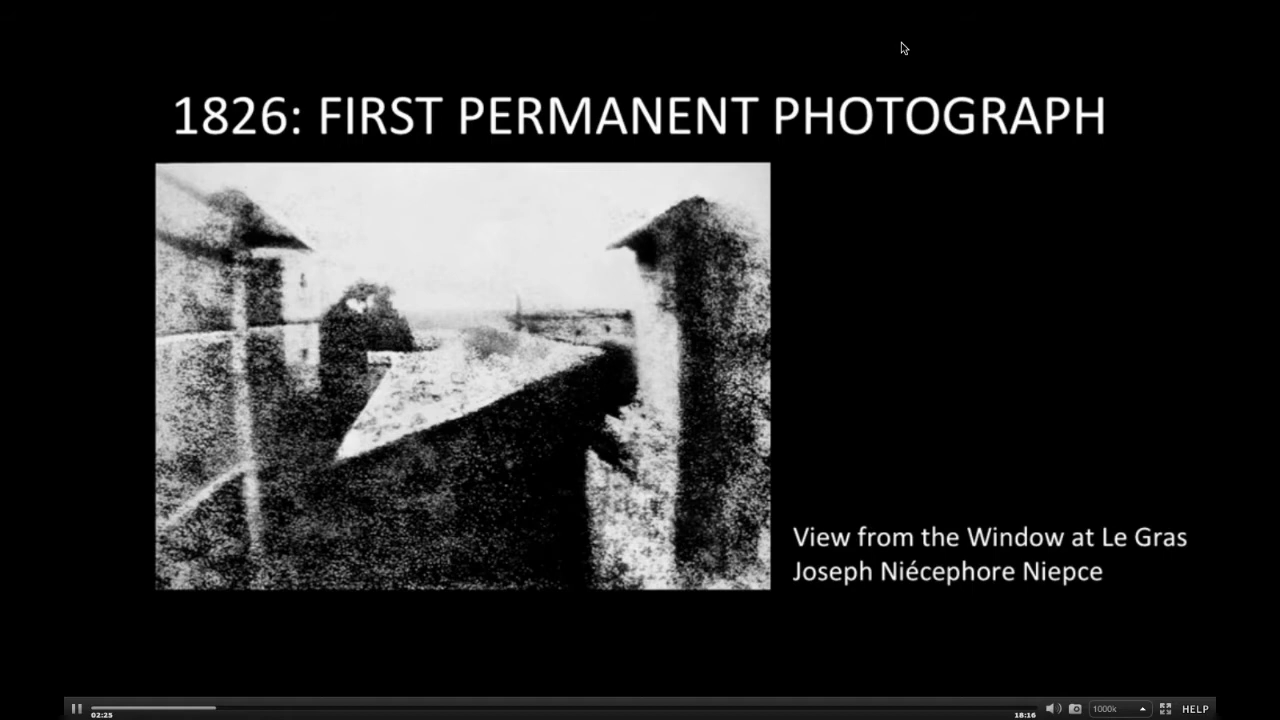 1826: FIRST PERMANENT PHOTOGRAPH
View from the Window at Le Gras
Joseph Niécephore Niepce
02:25
18:16
1000k
HELP